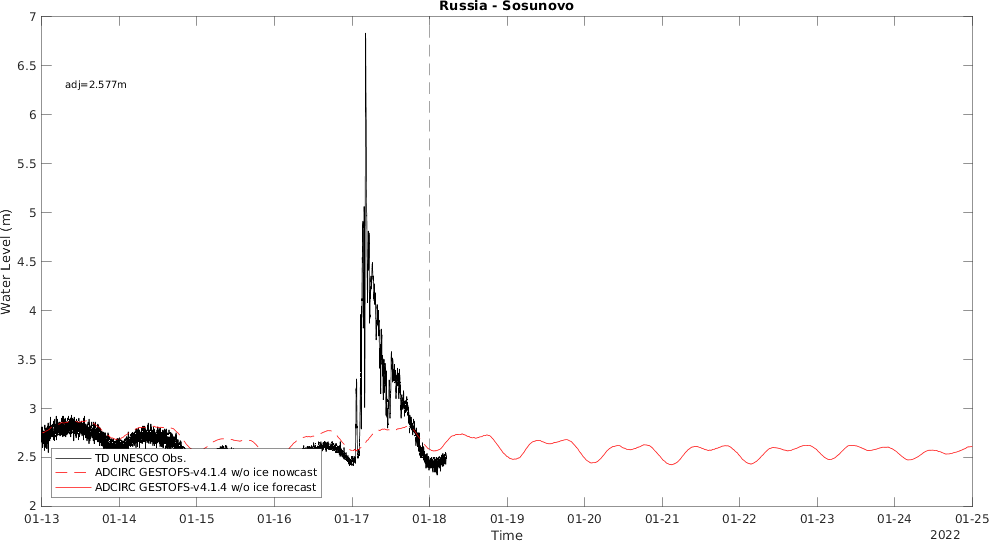 Russia - Sosunovo
7
6.5
adj=2.577m
6
5.5
5
4.5
4
3.5
3
2.5
2
Water Level (m)
TD UNESCO Obs.
ADCIRC GESTOFS-v4.1.4 w/o ice nowcast
ADCIRC GESTOFS-v4.1.4 w/o ice forecast
01-13 01-14 01-15 01-16 01-17 01-18 01-19 01-20 01-21 01-22 01-23 01-24 01-25
Time
2022